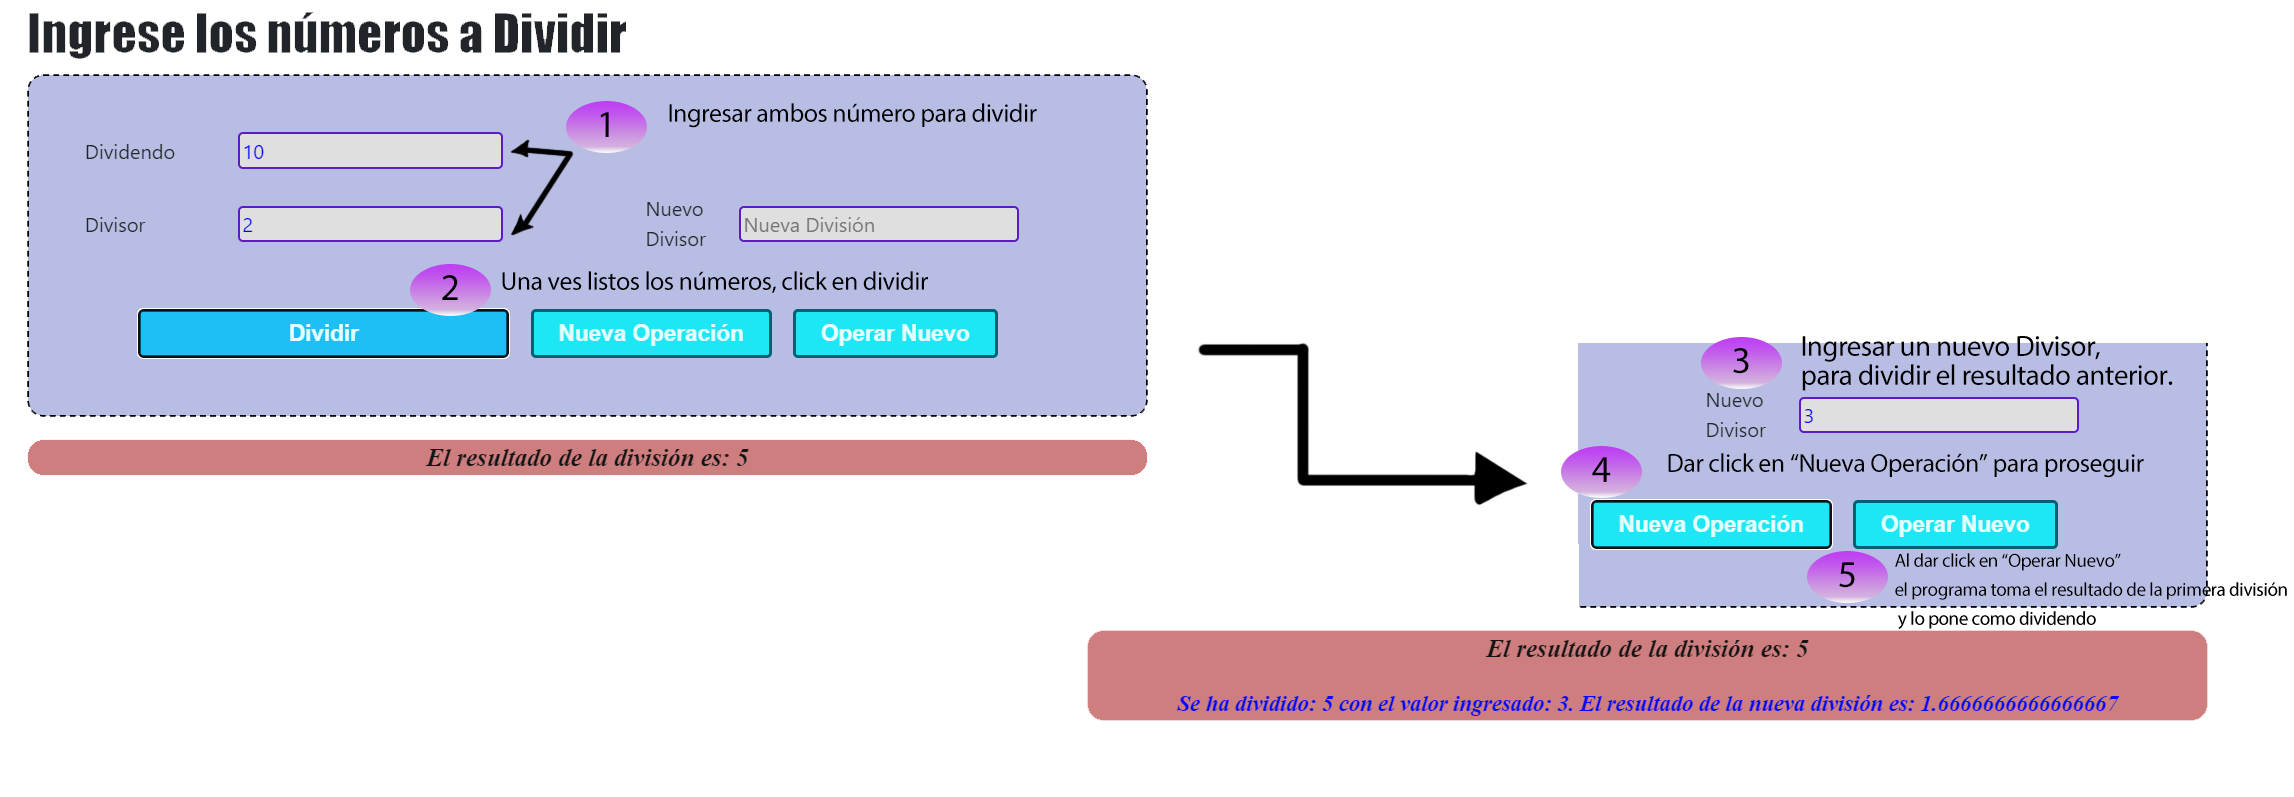 Ingrese los números a Dividir
1
Ingresar ambos número para dividir
Dividendo
10
Divisor
2
Nuevo
Divisor
Nueva División
2
Una ves listos los números, click en dividir
Dividir
Nueva Operación
Operar Nuevo
El resultado de la división es: 5
3
Ingresar un nuevo Divisor,
para dividir el resultado anterior.
Nuevo
Divisor
3
4
Dar click en “Nueva Operación” para proseguir
Nueva Operación
Operar Nuevo
5
Al dar click en “Operar Nuevo”
el programa toma el resultado de la primera división
y lo pone como dividendo
El resultado de la división es: 5
Se ha dividido: 5 con el valor ingresado: 3. El resultado de la nueva división es: 1.6666666666666667